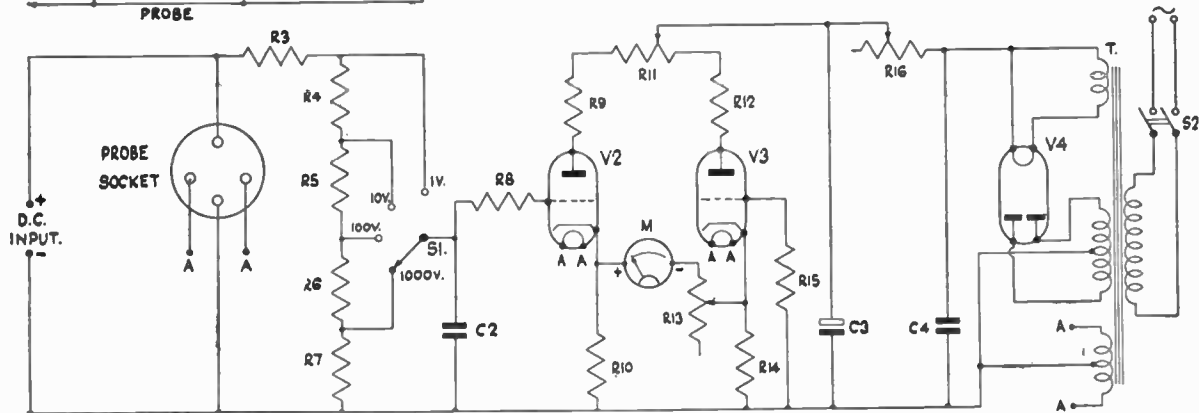 PROBE
R3
R4
R5
R6
R7
PROBE
SOCKET
+
D.C.
INPUT.
-
A
A
10V.
1V.
100V.
S1.
1000V.
C2
R8
R9
R11
R12
V2
V3
A A
A A
M
+
-
R10
R13
R14
R15
C3
R16
C4
V4
T.
S2
A
A